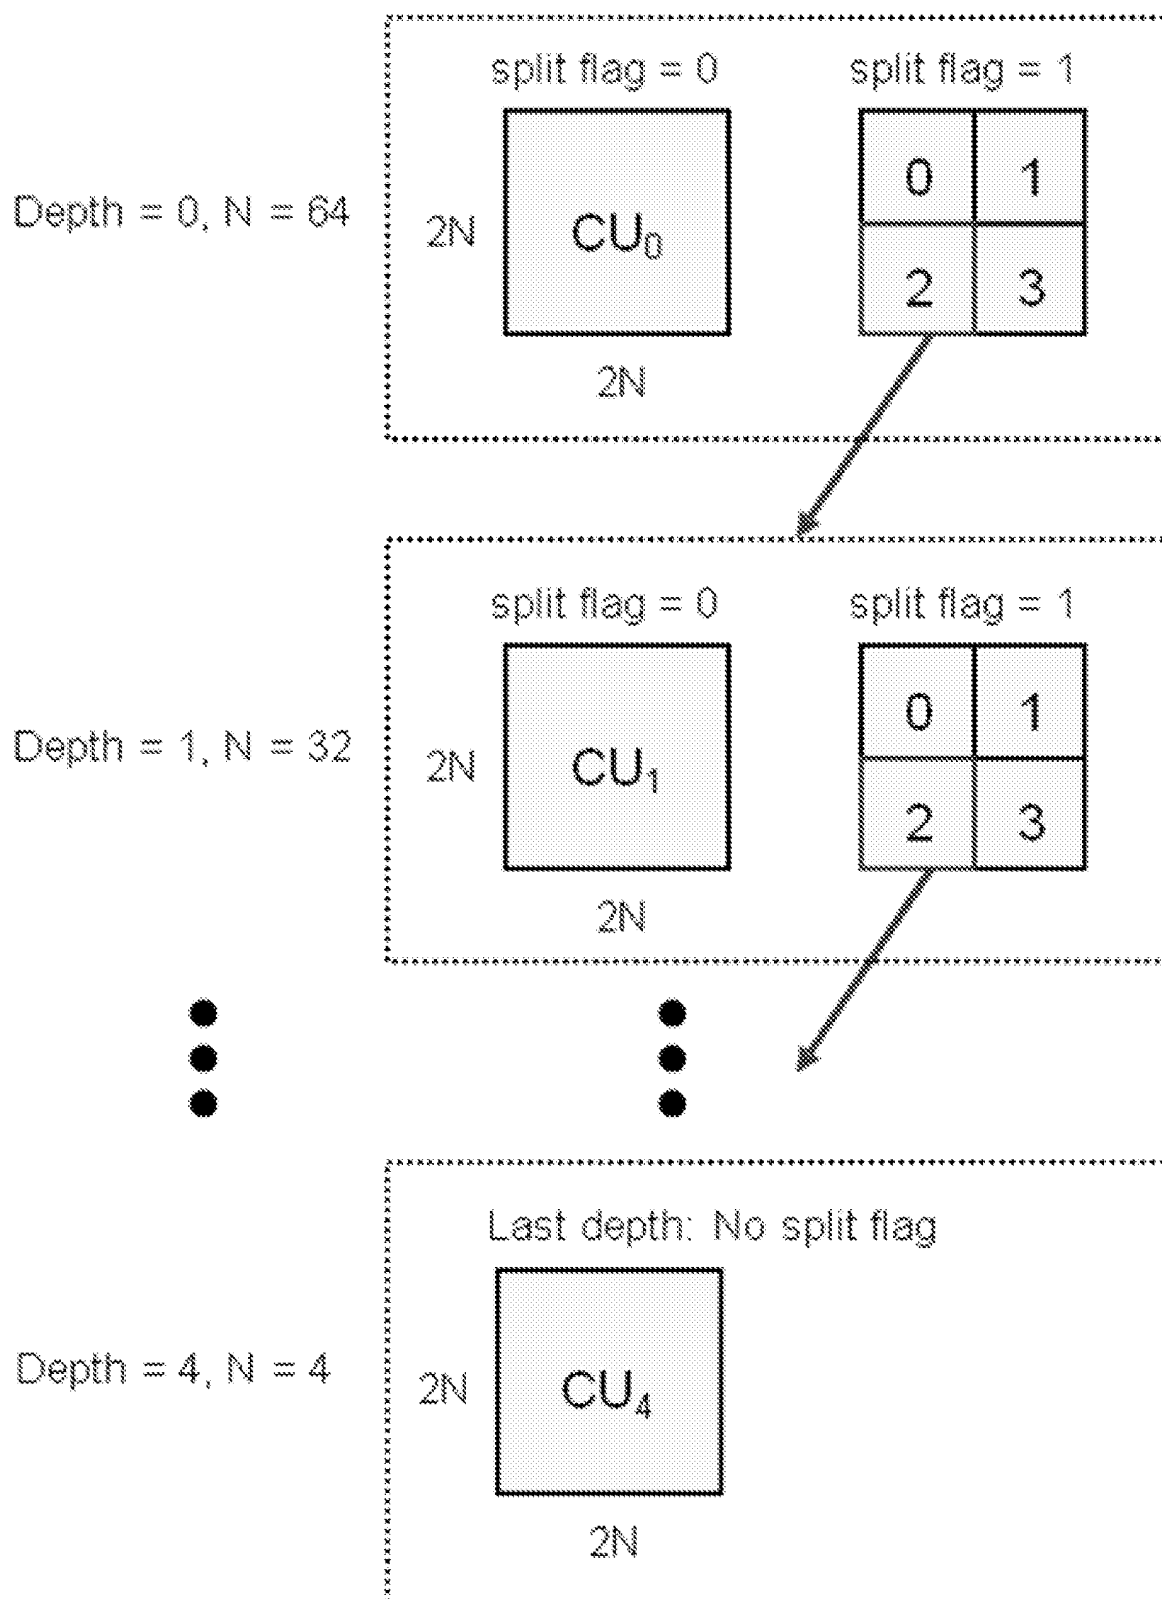 split flag = 0 split flag = 1
Depth = 0, N = 64
2N
CU₀
0 1
2 3
2N
split flag = 0 split flag = 1
Depth = 1, N = 32
2N
CU₁
0 1
2 3
2N
Last depth: No split flag
Depth = 4, N = 4
2N
CU₄
2N